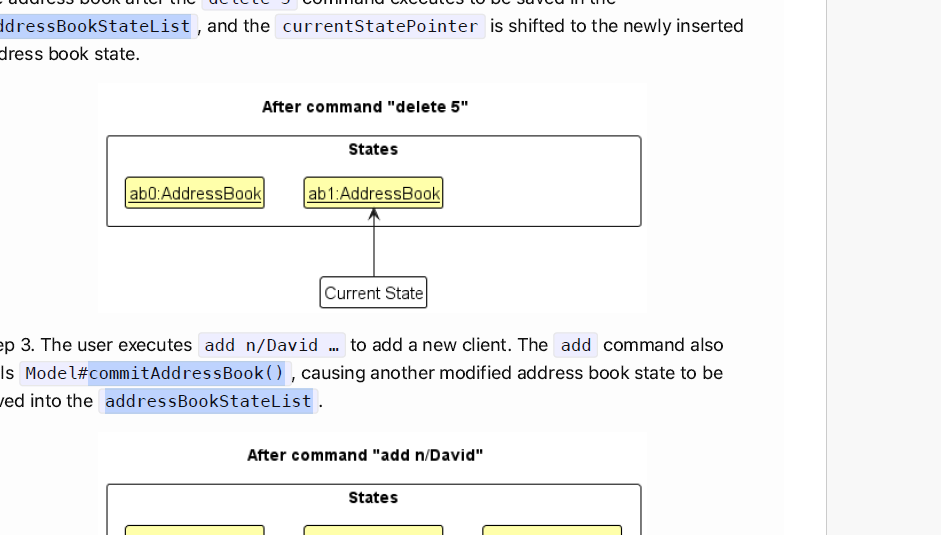 address book after the delete 5 command executes to be saved in the
ddressBookStateList , and the currentStatePointer is shifted to the newly inserted
dress book state.
After command "delete 5"
States
ab0:AddressBook
ab1:AddressBook
Current State
ep 3. The user executes add n/David … to add a new client. The add command also
ls Model#commitAddressBook() , causing another modified address book state to be
ved into the addressBookStateList .
After command "add n/David"
States